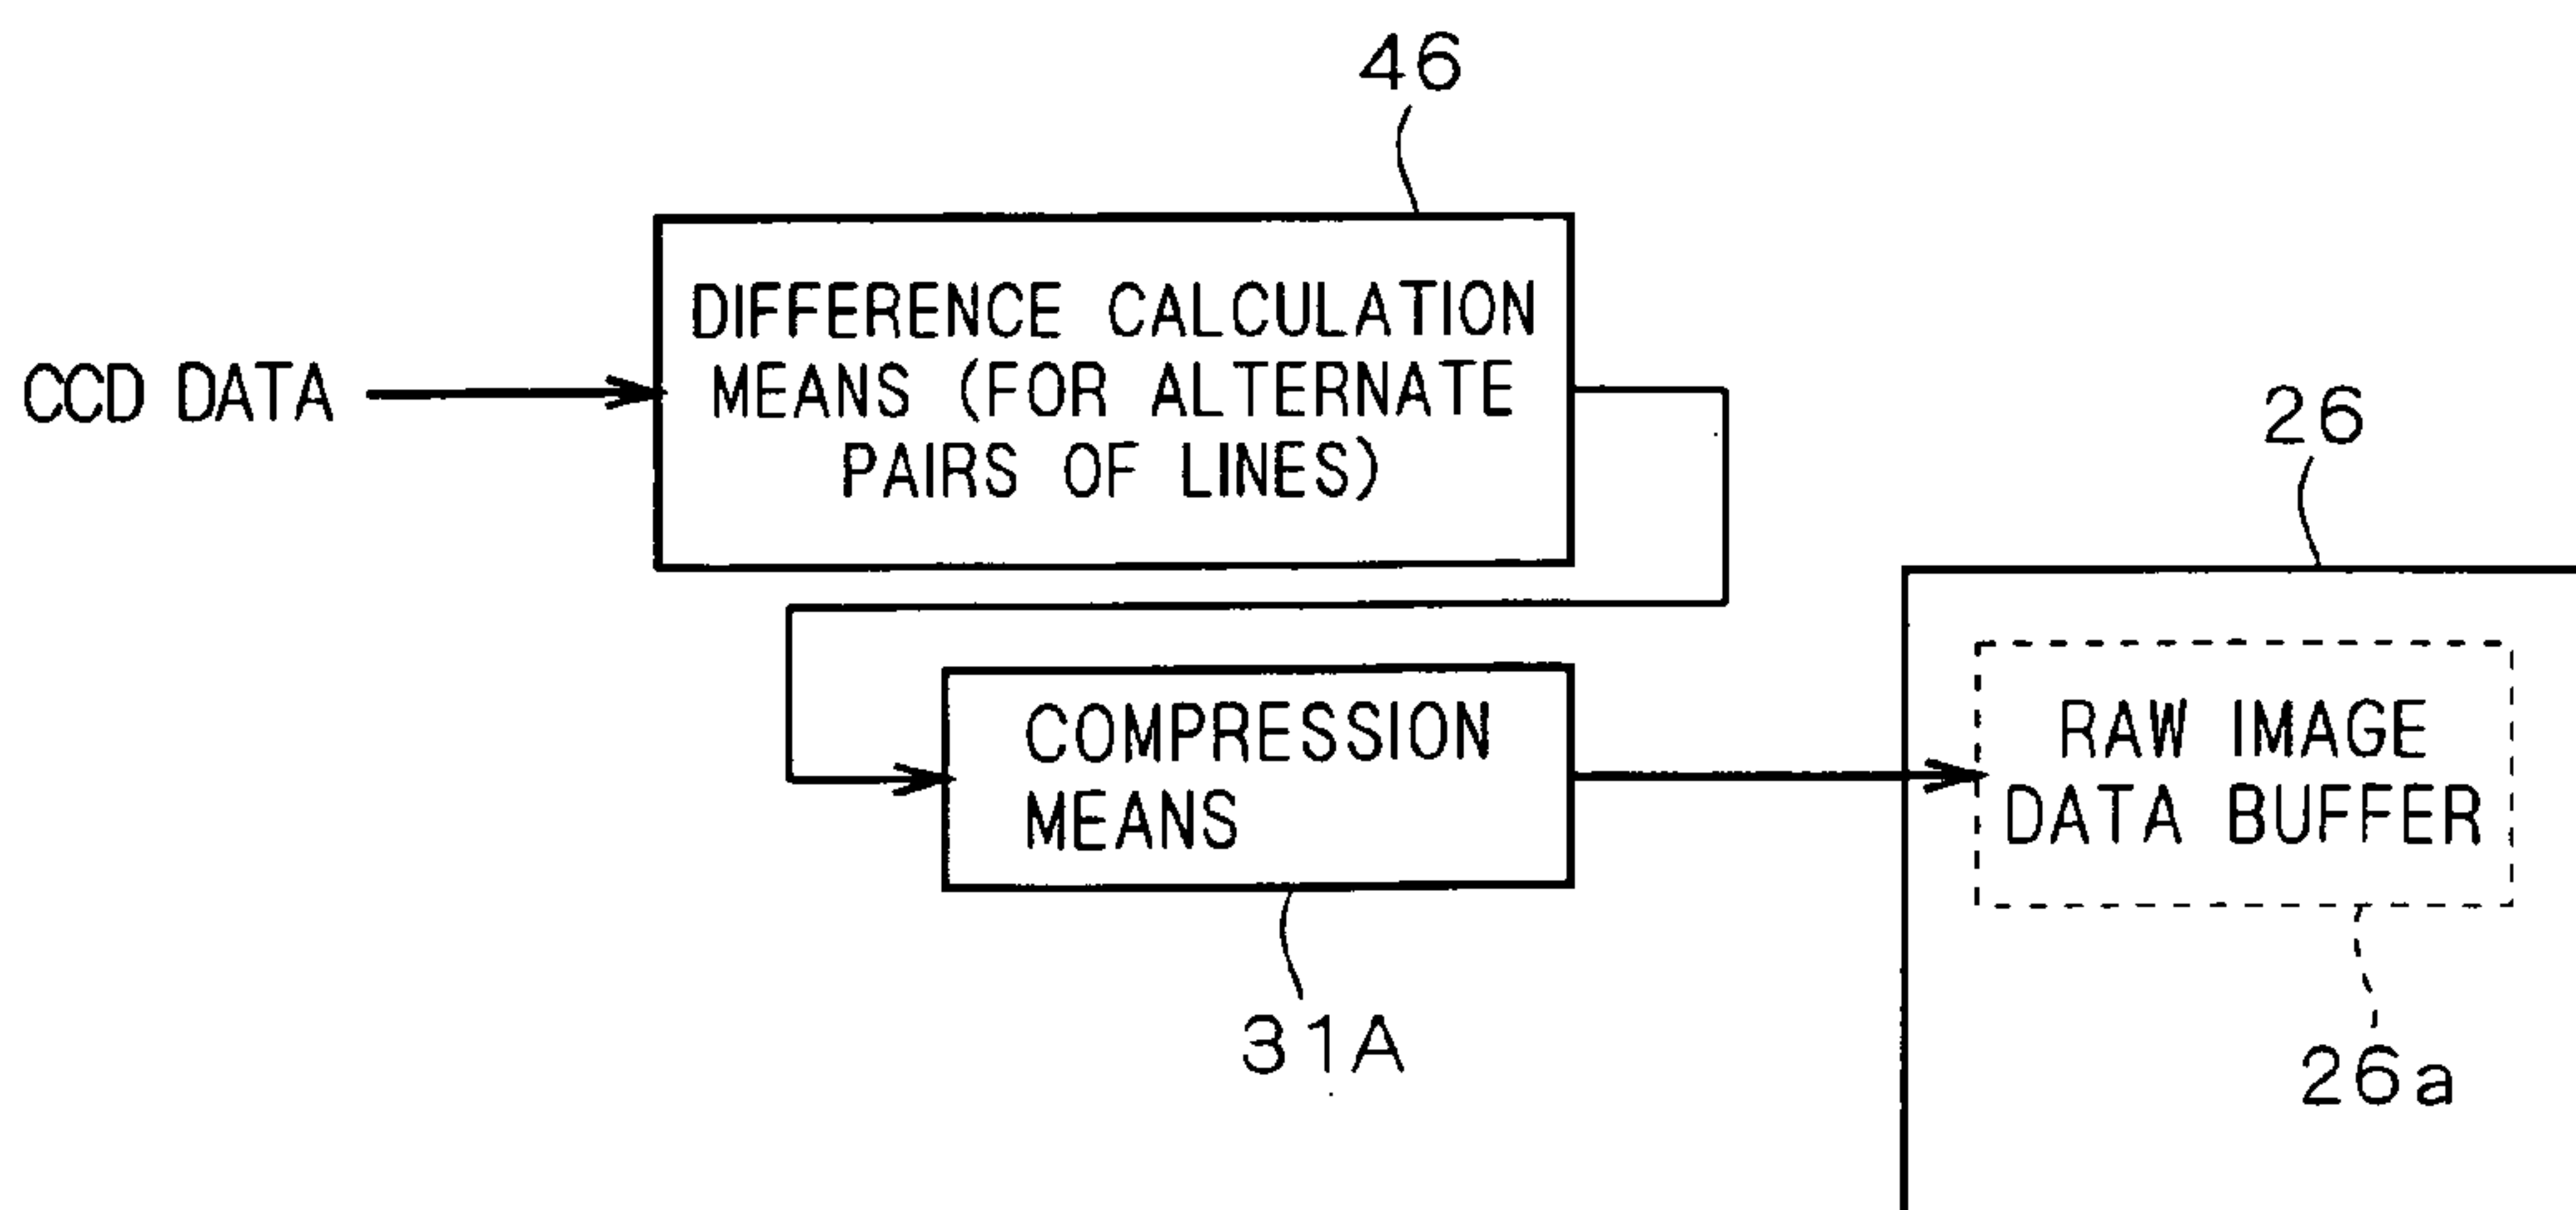 46
DIFFERENCE CALCULATION
MEANS (FOR ALTERNATE
PAIRS OF LINES)
CCD DATA
26
COMPRESSION
MEANS
RAW IMAGE
DATA BUFFER
31A
26a